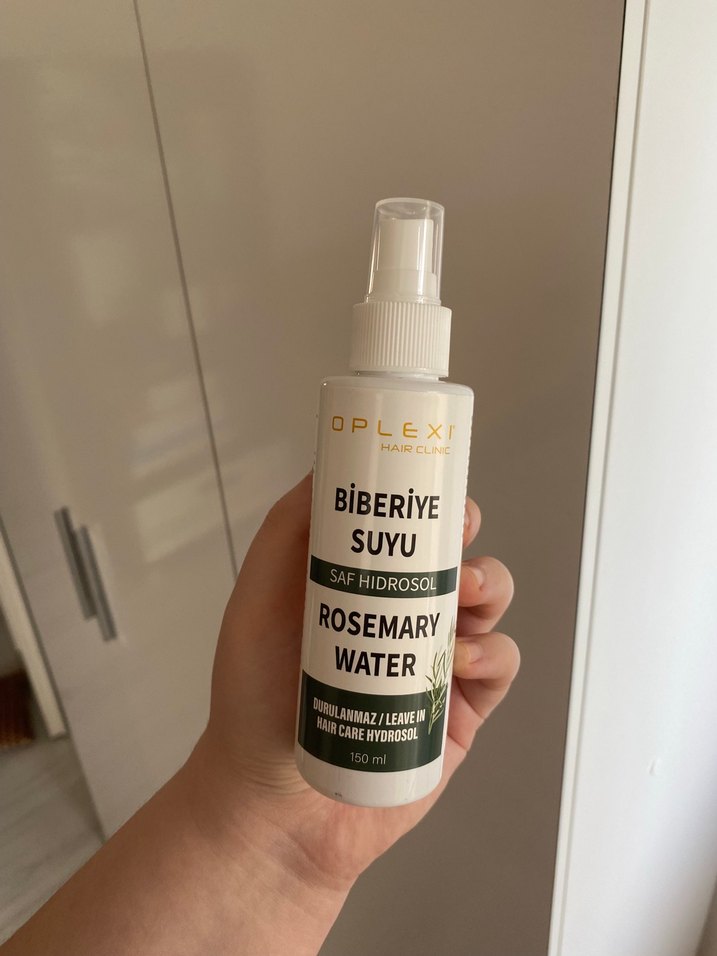 OPLEXI
HAIR CLINIC
BİBERİYE
SUYU
SAF HIDROSOL
ROSEMARY
WATER
DURULANMAZ / LEAVE IN
HAIR CARE HYDROSOL
150 ml